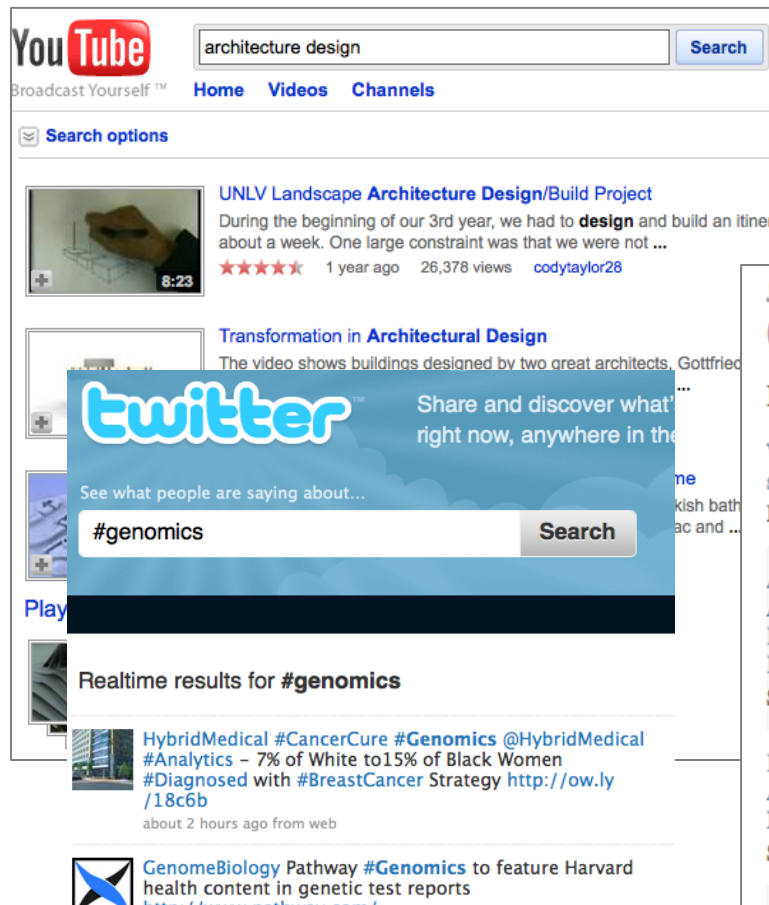 YouTube
Broadcast Yourself ™
architecture design
Search
Home Videos Channels
Search options
UNLV Landscape Architecture Design/Build Project
During the beginning of our 3rd year, we had to design and build an
about a week. One large constraint was that we were not ...
1 year ago 26,378 views codytaylor28
8:23
Transformation in Architectural Design
The video shows buildings designed by two great architects, Gottfried
...
bath
and ...
Play
twitter™
Share and discover
right now, anywhere in
See what people are saying about...
#genomics
Search
Realtime results for #genomics
HybridMedical #CancerCure #Genomics @HybridMedical
#Analytics – 7% of White to15% of Black Women
#Diagnosed with #BreastCancer Strategy http://ow.ly
/18c6b
about 2 hours ago from web
GenomeBiology Pathway #Genomics to feature Harvard
health content in genetic test reports